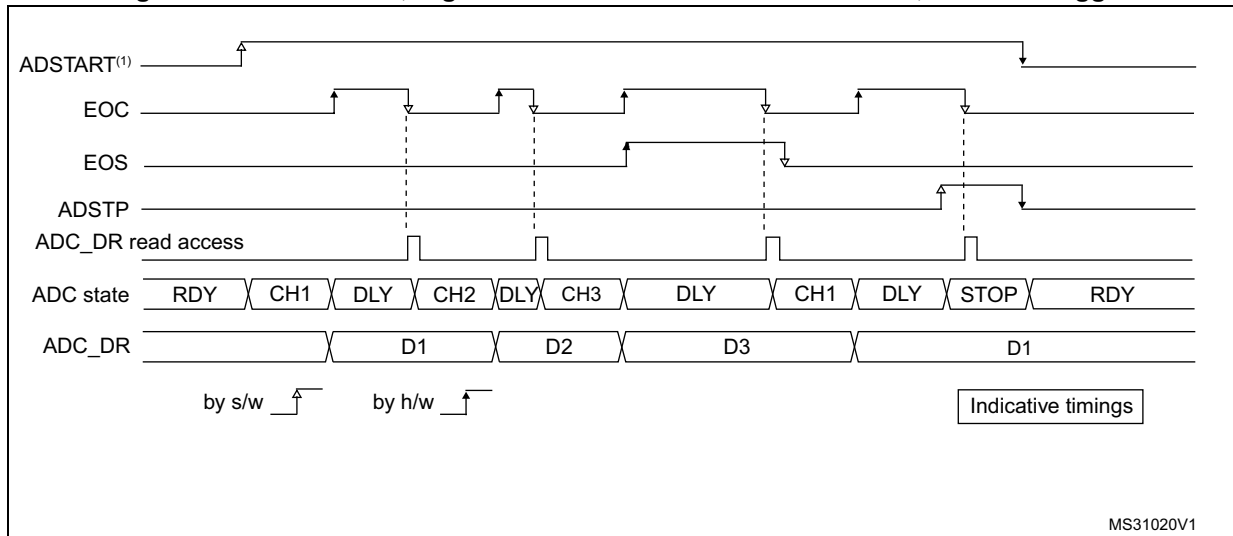 ADSTART(1)
EOC
EOS
ADSTP
ADC_DR read access
ADC state RDY CH1 DLY CH2 DLY CH3 DLY CH1 DLY STOP RDY
ADC_DR D1 D2 D3 D1
by s/w by h/w Indicative timings
MS31020V1